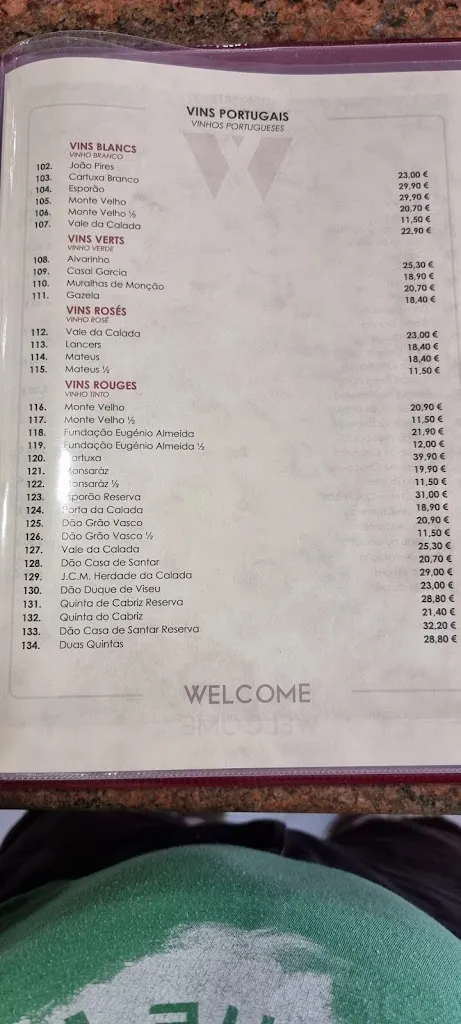 VINS PORTUGAIS
VINHOS PORTUGUESES
VINS BLANCS
VINHO BRANCO
102. João Pires 23,00 €
103. Cartuxa Branco 29,90 €
104. Esporão 29,90 €
105. Monte Velho 20,70 €
106. Monte Velho ½ 11,50 €
107. Vale da Calada 22,90 €
VINS VERTS
VINHO VERDE
108. Alvarinho 25,30 €
109. Casal Garcia 18,90 €
110. Muralhas de Monção 20,70 €
111. Gazela 18,40 €
VINS ROSÉS
VINHO ROSÉ
112. Vale da Calada 23,00 €
113. Lancers 18,40 €
114. Mateus 18,40 €
115. Mateus ½ 11,50 €
VINS ROUGES
VINHO TINTO
116. Monte Velho 20,90 €
117. Monte Velho ½ 11,50 €
118. Fundação Eugénio Almeida 21,90 €
119. Fundação Eugénio Almeida ½ 12,00 €
120. Cartuxa 39,90 €
121. Monsaràz 19,90 €
122. Monsaràz ½ 11,50 €
123. Esporão Reserva 31,00 €
124. Porta da Calada 18,90 €
125. Dão Grão Vasco 20,90 €
126. Dão Grão Vasco ½ 11,50 €
127. Vale da Calada 25,30 €
128. Dão Casa de Santar 20,70 €
129. J.C.M. Herdade da Calada 29,00 €
130. Dão Duque de Viseu 23,00 €
131. Quinta de Cabriz Reserva 28,80 €
132. Quinta do Cabriz 21,40 €
133. Dão Casa de Santar Reserva 32,20 €
134. Duas Quintas 28,80 €
WELCOME